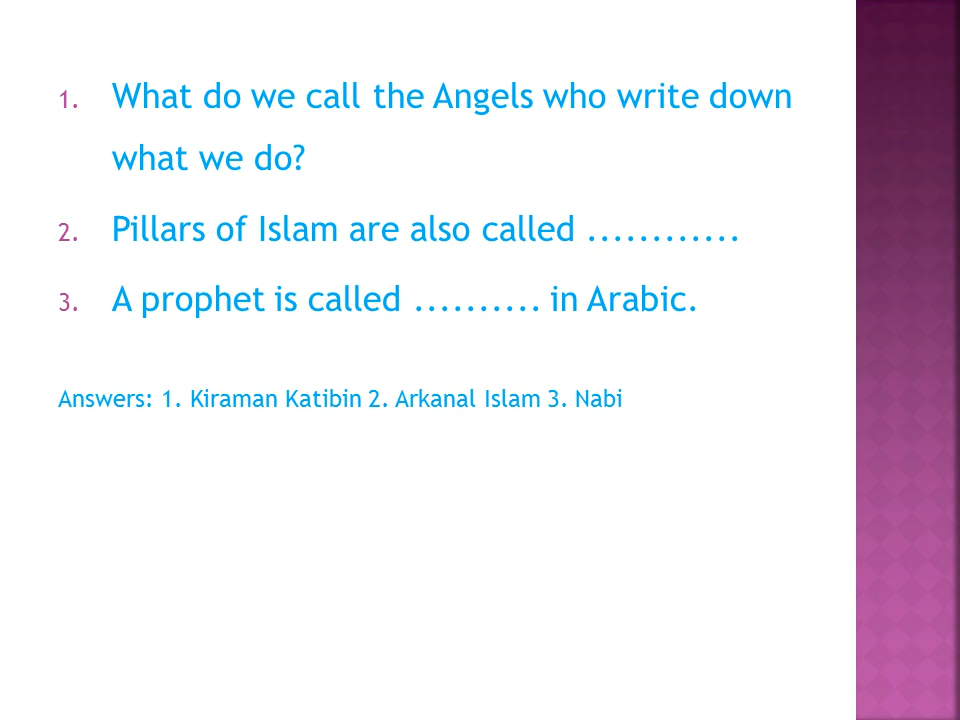 1. What do we call the Angels who write down
what we do?
2. Pillars of Islam are also called ............
3. A prophet is called .......... in Arabic.
Answers: 1. Kiraman Katibin 2. Arkanal Islam 3. Nabi